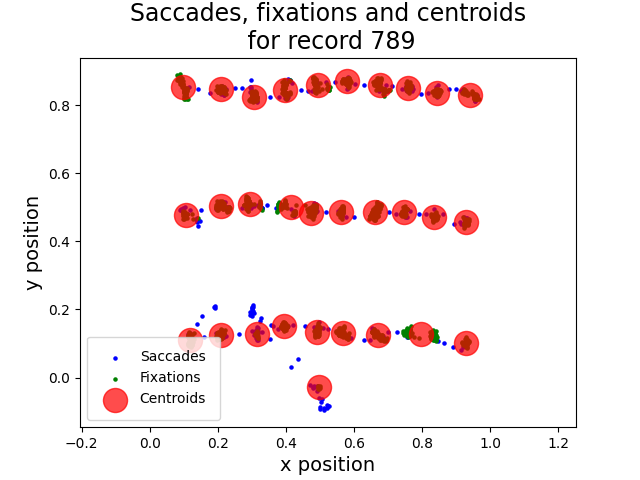 Saccades, fixations and centroids
for record 789
y position
0.8
0.6
0.4
0.2
0.0
Saccades
Fixations
Centroids
−0.2 0.0 0.2 0.4 0.6 0.8 1.0 1.2
x position